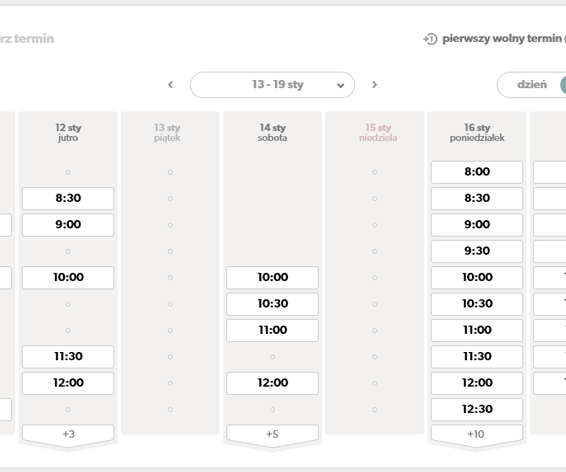 rz termin
pierwszy wolny termin (
13 - 19 sty
dzień
12 sty
jutro
8:30
9:00
10:00
11:30
12:00
+3
13 sty
piątek
14 sty
sobota
10:00
10:30
11:00
12:00
+5
15 sty
niedziela
16 sty
poniedziałek
8:00
8:30
9:00
9:30
10:00
10:30
11:00
11:30
12:00
12:30
+10